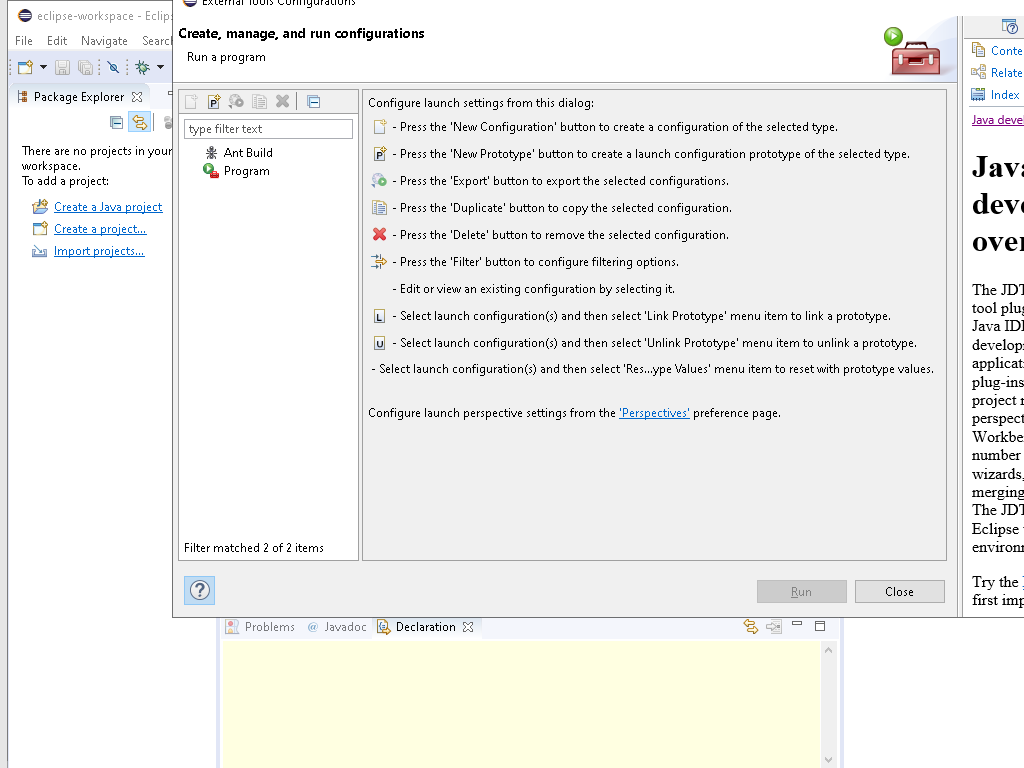 eclipse-workspace - Eclips
External Tools Configurations
File Edit Navigate Search
Create, manage, and run configurations
Run a program
Package Explorer
There are no projects in your
workspace.
To add a project:
Create a Java project
Create a project...
Import projects...
type filter text
Ant Build
Program
Filter matched 2 of 2 items
Configure launch settings from this dialog:
- Press the 'New Configuration' button to create a configuration of the selected type.
- Press the 'New Prototype' button to create a launch configuration prototype of the selected type.
- Press the 'Export' button to export the selected configurations.
- Press the 'Duplicate' button to copy the selected configuration.
- Press the 'Delete' button to remove the selected configuration.
- Press the 'Filter' button to configure filtering options.
- Edit or view an existing configuration by selecting it.
L - Select launch configuration(s) and then select 'Link Prototype' menu item to link a prototype.
U - Select launch configuration(s) and then select 'Unlink Prototype' menu item to unlink a prototype.
- Select launch configuration(s) and then select 'Res...ype Values' menu item to reset with prototype values.
Configure launch perspective settings from the 'Perspectives' preference page.
Run Close
Problems @ Javadoc Declaration
Conte
Relate
Index
Java devel
Java
deve
over
The JDT
tool plug
Java IDE
developm
applicati
plug-ins
project n
perspect
Workben
number
wizards,
merging
The JDT
Eclipse
environm
Try the
first imp